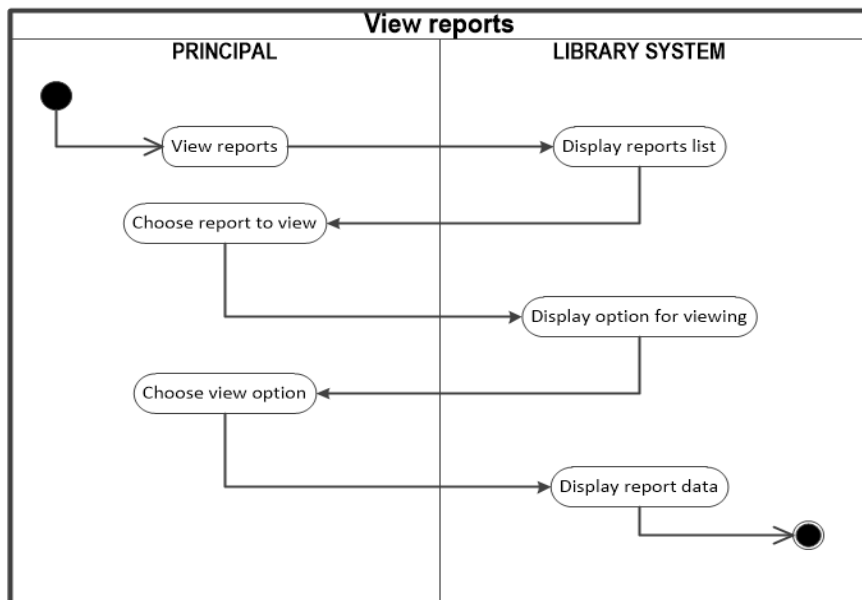 View reports
PRINCIPAL
LIBRARY SYSTEM
View reports
Display reports list
Choose report to view
Display option for viewing
Choose view option
Display report data